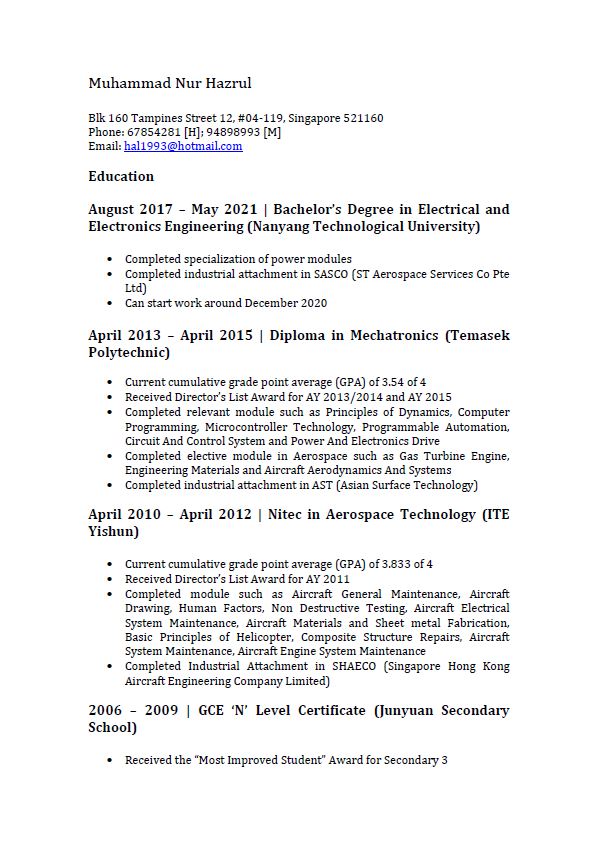 Muhammad Nur Hazrul
Blk 160 Tampines Street 12, #04-119, Singapore 521160
Phone: 67854281 [H]; 94898993 [M]
Email: hal1993@hotmail.com
Education
August 2017 – May 2021 | Bachelor's Degree in Electrical and
Electronics Engineering (Nanyang Technological University)
• Completed specialization of power modules
• Completed industrial attachment in SASCO (ST Aerospace Services Co Pte
Ltd)
• Can start work around December 2020
April 2013 – April 2015 | Diploma in Mechatronics (Temasek
Polytechnic)
• Current cumulative grade point average (GPA) of 3.54 of 4
• Received Director's List Award for AY 2013/2014 and AY 2015
• Completed relevant module such as Principles of Dynamics, Computer
Programming, Microcontroller Technology, Programmable Automation,
Circuit And Control System and Power And Electronics Drive
• Completed elective module in Aerospace such as Gas Turbine Engine,
Engineering Materials and Aircraft Aerodynamics And Systems
• Completed industrial attachment in AST (Asian Surface Technology)
April 2010 – April 2012 | Nitec in Aerospace Technology (ITE
Yishun)
• Current cumulative grade point average (GPA) of 3.833 of 4
• Received Director's List Award for AY 2011
• Completed module such as Aircraft General Maintenance, Aircraft
Drawing, Human Factors, Non Destructive Testing, Aircraft Electrical
System Maintenance, Aircraft Materials and Sheet metal Fabrication,
Basic Principles of Helicopter, Composite Structure Repairs, Aircraft
System Maintenance, Aircraft Engine System Maintenance
• Completed Industrial Attachment in SHAECO (Singapore Hong Kong
Aircraft Engineering Company Limited)
2006 – 2009 | GCE ‘N’ Level Certificate (Junyuan Secondary
School)
• Received the “Most Improved Student” Award for Secondary 3